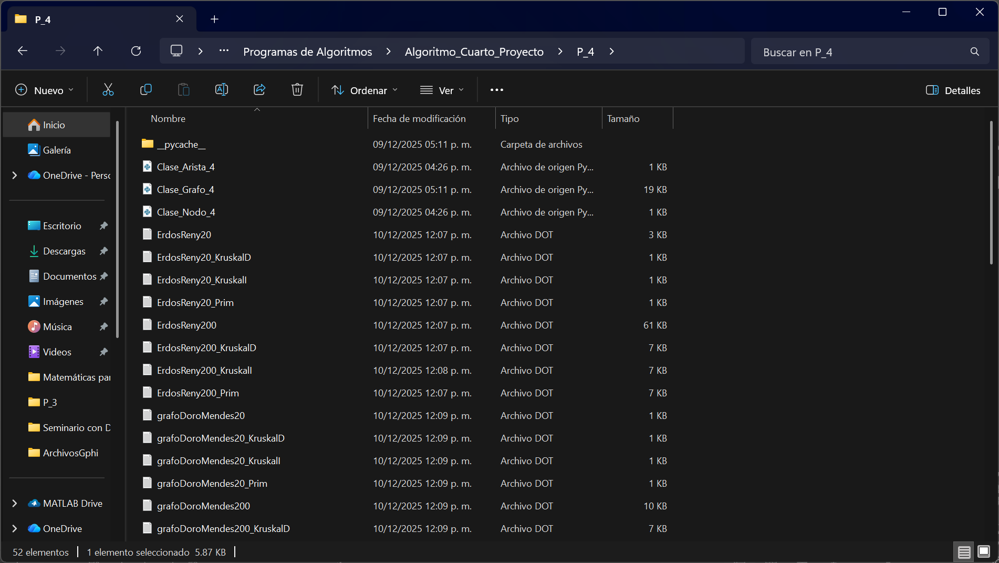 P_4
Programas de Algoritmos
Algoritmo_Cuarto_Proyecto
P_4
Buscar en P_4
Nuevo
Ordenar
Ver
Detalles
Inicio
Galería
OneDrive - Perso
Escritorio
Descargas
Documentos
Imágenes
Música
Videos
Matemáticas par
P_3
Seminario con D
ArchivosGphi
MATLAB Drive
OneDrive
Nombre Fecha de modificación Tipo Tamaño
__pycache__ 09/12/2025 05:11 p. m. Carpeta de archivos
Clase_Arista_4 09/12/2025 04:26 p. m. Archivo de origen Py... 1 KB
Clase_Grafo_4 09/12/2025 05:11 p. m. Archivo de origen Py... 19 KB
Clase_Nodo_4 09/12/2025 04:26 p. m. Archivo de origen Py... 1 KB
ErdosReny20 10/12/2025 12:07 p. m. Archivo DOT 3 KB
ErdosReny20_KruskalD 10/12/2025 12:07 p. m. Archivo DOT 1 KB
ErdosReny20_KruskalI 10/12/2025 12:07 p. m. Archivo DOT 1 KB
ErdosReny20_Prim 10/12/2025 12:07 p. m. Archivo DOT 1 KB
ErdosReny200 10/12/2025 12:07 p. m. Archivo DOT 61 KB
ErdosReny200_KruskalD 10/12/2025 12:07 p. m. Archivo DOT 7 KB
ErdosReny200_KruskalI 10/12/2025 12:08 p. m. Archivo DOT 7 KB
ErdosReny200_Prim 10/12/2025 12:07 p. m. Archivo DOT 7 KB
grafoDoroMendes20 10/12/2025 12:09 p. m. Archivo DOT 1 KB
grafoDoroMendes20_KruskalD 10/12/2025 12:09 p. m. Archivo DOT 1 KB
grafoDoroMendes20_KruskalI 10/12/2025 12:09 p. m. Archivo DOT 1 KB
grafoDoroMendes20_Prim 10/12/2025 12:09 p. m. Archivo DOT 1 KB
grafoDoroMendes200 10/12/2025 12:09 p. m. Archivo DOT 10 KB
grafoDoroMendes200_KruskalD 10/12/2025 12:09 p. m. Archivo DOT 7 KB
52 elementos 1 elemento seleccionado 5.87 KB